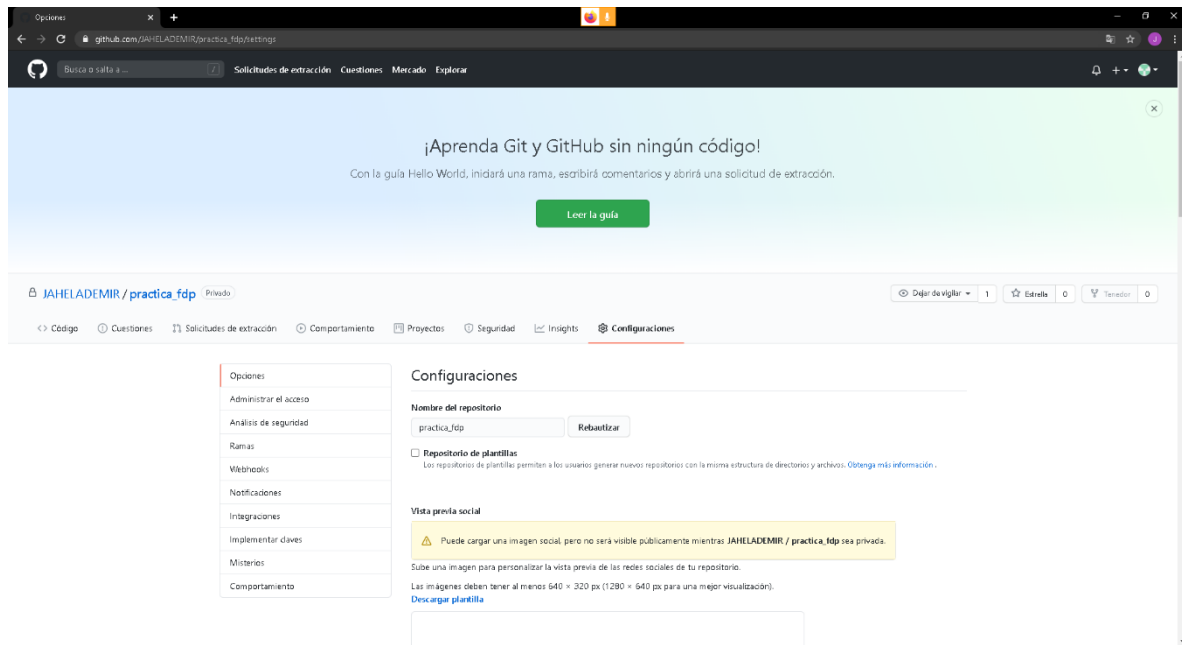 Opciones
github.com/JAHELADEMIR/practica_fdp/settings
Busca o salta a ...
/
Solicitudes de extracción Cuestiones Mercado Explorar
¡Aprenda Git y GitHub sin ningún código!
Con la guía Hello World, iniciará una rama, escribirá comentarios y abrirá una solicitud de extracción.
Leer la guía
JAHELADEMIR / practica_fdp Privado
Dejar de vigilar 1 Estrella 0 Tenedor 0
Código Cuestiones Solicitudes de extracción Comportamiento Proyectos Seguridad Insights Configuraciones
Opciones
Administrar el acceso
Análisis de seguridad
Ramas
Webhooks
Notificaciones
Integraciones
Implementar claves
Misterios
Comportamiento
Configuraciones
Nombre del repositorio
practica_fdp Rebautizar
Repositorio de plantillas
Los repositorios de plantillas permiten a los usuarios generar nuevos repositorios con la misma estructura de directorios y archivos. Obtenga más información .
Vista previa social
Puede cargar una imagen social, pero no será visible públicamente mientras JAHELADEMIR / practica_fdp sea privada.
Sube una imagen para personalizar la vista previa de las redes sociales de tu repositorio.
Las imágenes deben tener al menos 640 × 320 px (1280 × 640 px para una mejor visualización).
Descargar plantilla